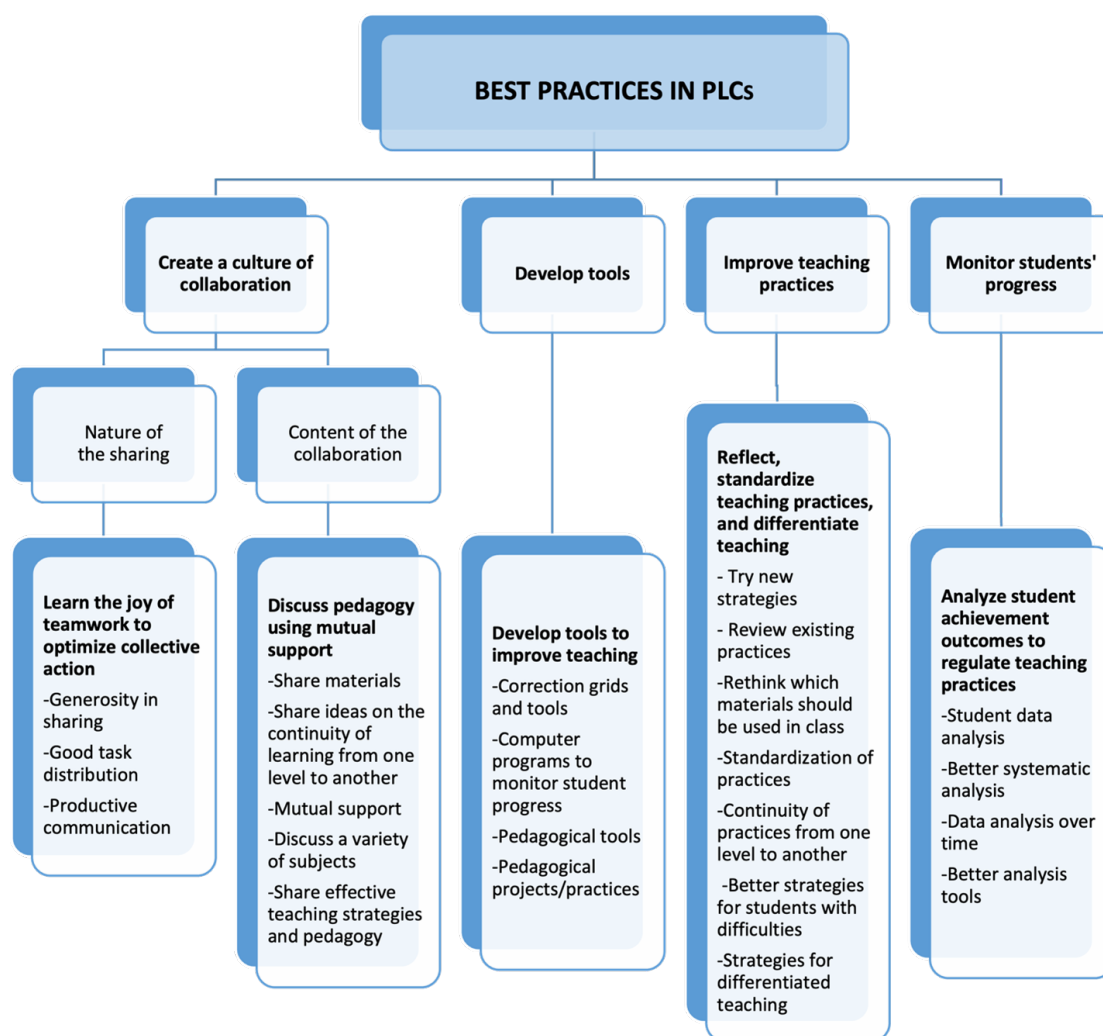 BEST PRACTICES IN PLCs
Create a culture of
collaboration
Develop tools
Improve teaching
practices
Monitor students'
progress
Nature of
the sharing
Content of the
collaboration
Learn the joy of
teamwork to
optimize collective
action
-Generosity in
sharing
-Good task
distribution
-Productive
communication
Discuss pedagogy
using mutual
support
-Share materials
-Share ideas on the
continuity of
learning from one
level to another
-Mutual support
-Discuss a variety
of subjects
-Share effective
teaching strategies
and pedagogy
Develop tools to
improve teaching
-Correction grids
and tools
-Computer
programs to
monitor student
progress
-Pedagogical tools
-Pedagogical
projects/practices
Reflect,
standardize
teaching practices,
and differentiate
teaching
- Try new
strategies
- Review existing
practices
-Rethink which
materials should
be used in class
-Standardization of
practices
-Continuity of
practices from one
level to another
-Better strategies
for students with
difficulties
-Strategies for
differentiated
teaching
Analyze student
achievement
outcomes to
regulate teaching
practices
-Student data
analysis
-Better systematic
analysis
-Data analysis over
time
-Better analysis
tools